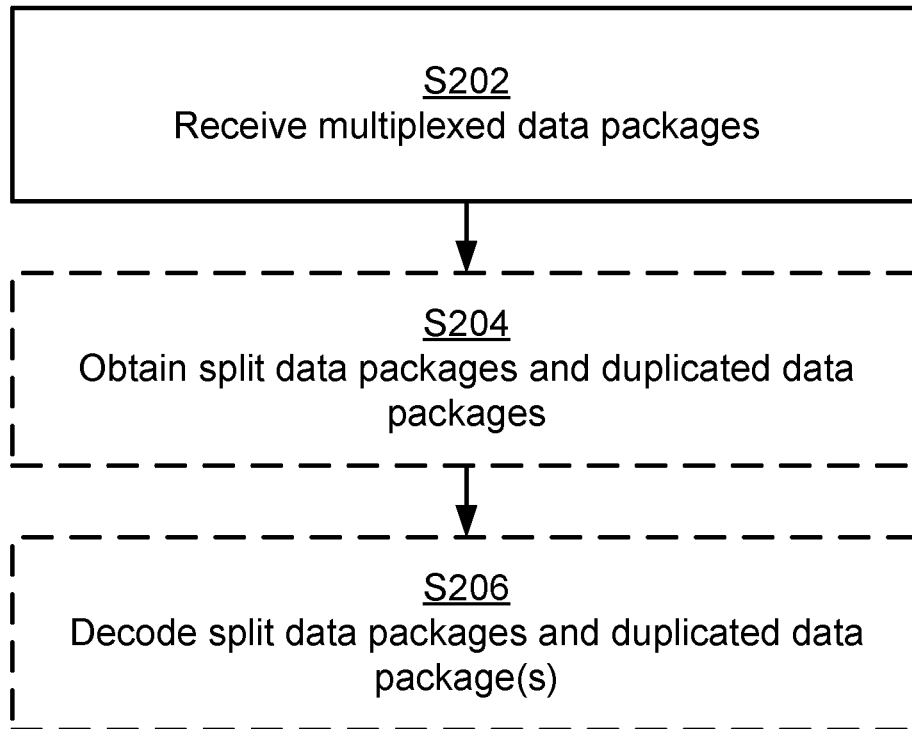 S202
Receive multiplexed data packages
S204
Obtain split data packages and duplicated data
packages
S206
Decode split data packages and duplicated data
package(s)